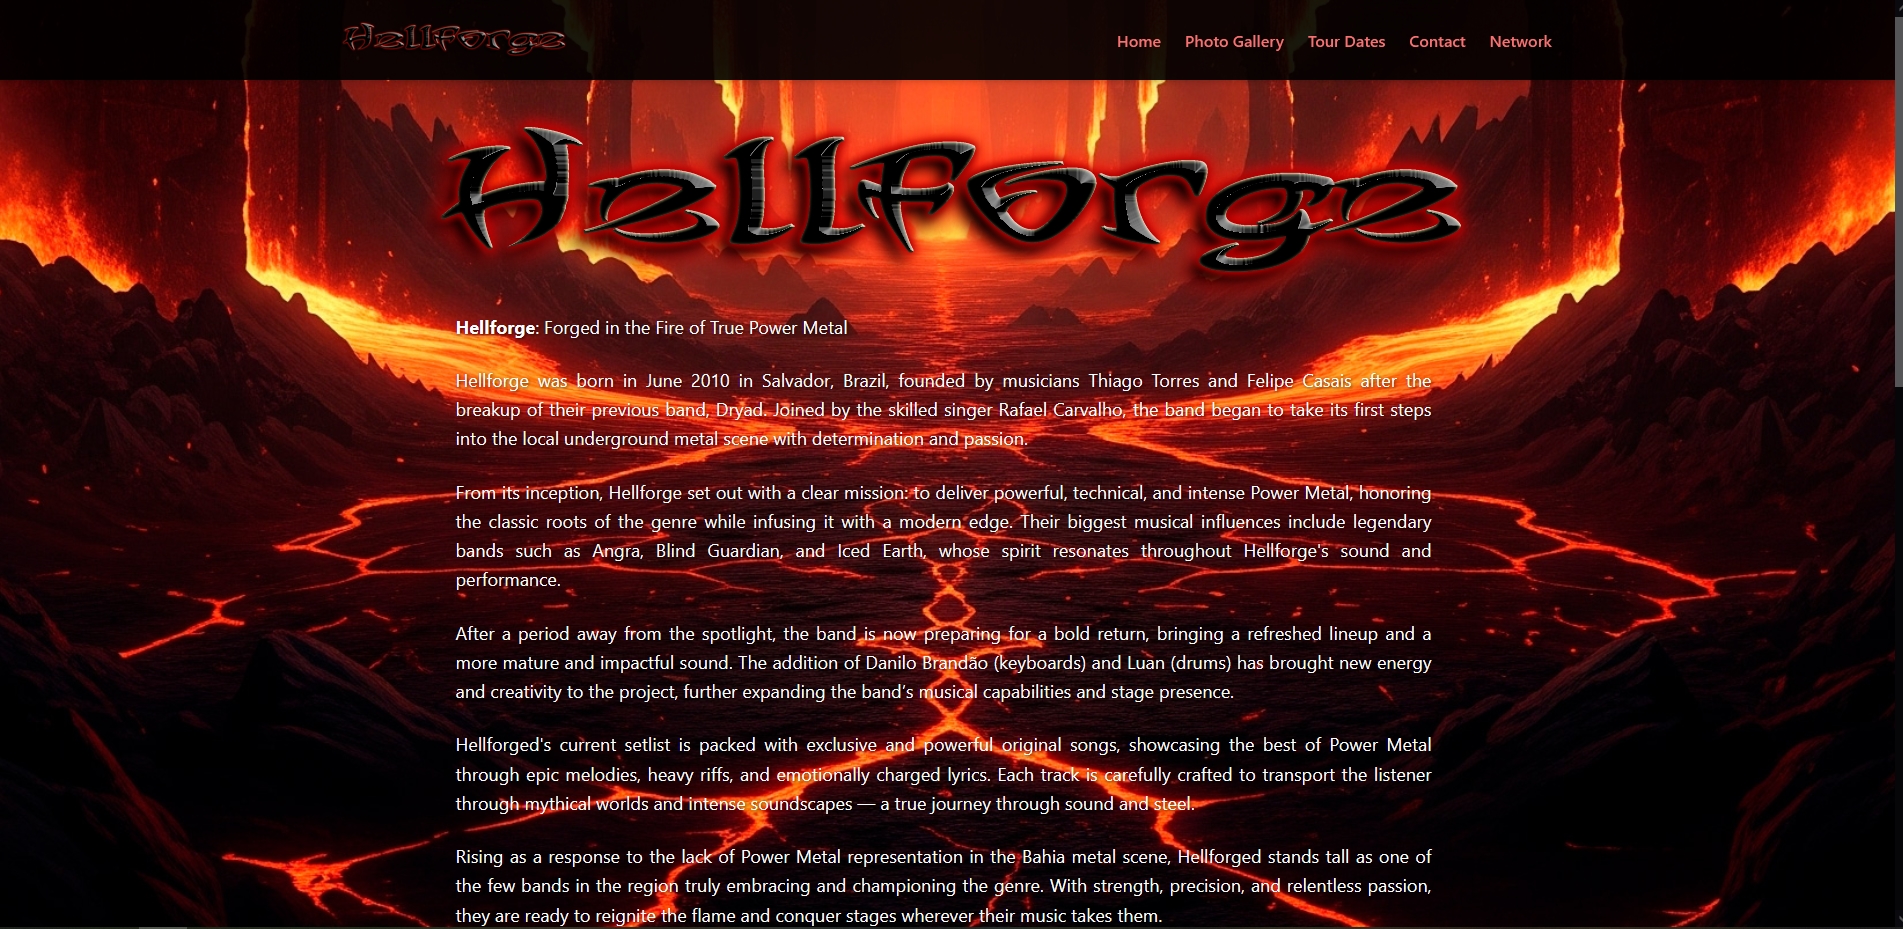 HellForge
Home Photo Gallery Tour Dates Contact Network
HellForge
Hellforge: Forged in the Fire of True Power Metal
Hellforge was born in June 2010 in Salvador, Brazil, founded by musicians Thiago Torres and Felipe Casais after the
breakup of their previous band, Dryad. Joined by the skilled singer Rafael Carvalho, the band began to take its first steps
into the local underground metal scene with determination and passion.
From its inception, Hellforge set out with a clear mission: to deliver powerful, technical, and intense Power Metal, honoring
the classic roots of the genre while infusing it with a modern edge. Their biggest musical influences include legendary
bands such as Angra, Blind Guardian, and Iced Earth, whose spirit resonates throughout Hellforge's sound and
performance.
After a period away from the spotlight, the band is now preparing for a bold return, bringing a refreshed lineup and a
more mature and impactful sound. The addition of Danilo Brandão (keyboards) and Luan (drums) has brought new energy
and creativity to the project, further expanding the band’s musical capabilities and stage presence.
Hellforged's current setlist is packed with exclusive and powerful original songs, showcasing the best of Power Metal
through epic melodies, heavy riffs, and emotionally charged lyrics. Each track is carefully crafted to transport the listener
through mythical worlds and intense soundscapes — a true journey through sound and steel.
Rising as a response to the lack of Power Metal representation in the Bahia metal scene, Hellforged stands tall as one of
the few bands in the region truly embracing and championing the genre. With strength, precision, and relentless passion,
they are ready to reignite the flame and conquer stages wherever their music takes them.